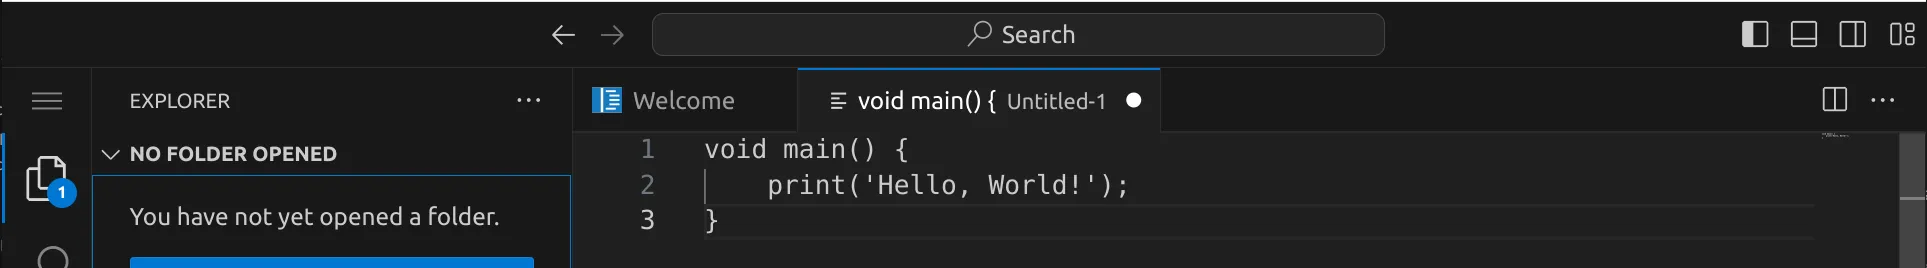 Search
EXPLORER
Welcome
void main() { Untitled-1
NO FOLDER OPENED
1
You have not yet opened a folder.
1 void main() {
2 print('Hello, World!');
3 }